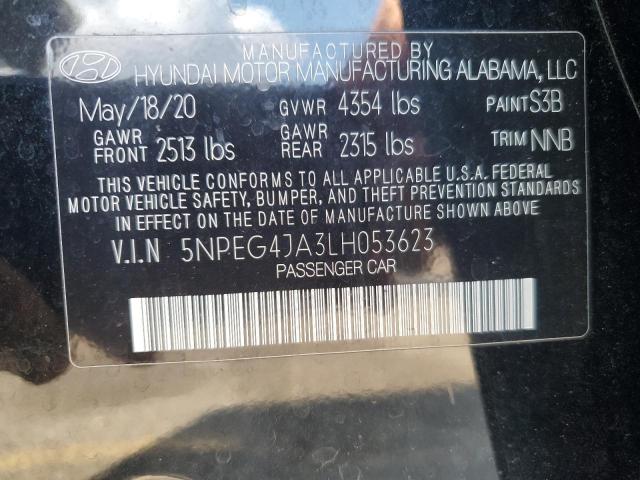 MANUFACTURED BY
HYUNDAI MOTOR MANUFACTURING ALABAMA, LLC
May/18/20 GVWR 4354 lbs PAINT S3B
GAWR FRONT 2513 lbs GAWR REAR 2315 lbs TRIM NNB
THIS VEHICLE CONFORMS TO ALL APPLICABLE U.S.A. FEDERAL
MOTOR VEHICLE SAFETY, BUMPER, AND THEFT PREVENTION STANDARDS
IN EFFECT ON THE DATE OF MANUFACTURE SHOWN ABOVE
V.I.N 5NPEG4JA3LH053623
PASSENGER CAR